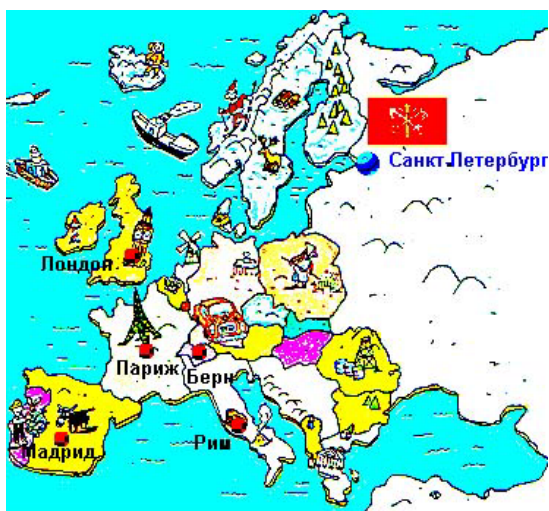 Санкт-Петербург
Лондон
Париж
Берн
Рим
Мадрид